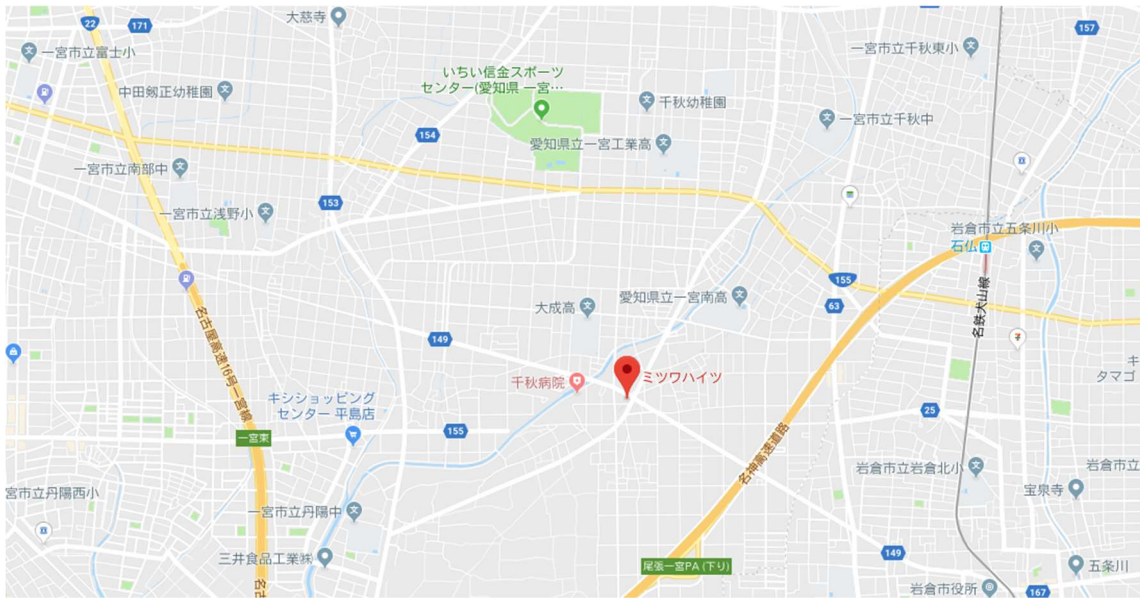 大慈寺
22
171
157
一宮市立富士小
一宮市立千秋東小
いちい信金スポーツ
センター(愛知県 一宮…
中田剱正幼稚園
千秋幼稚園
一宮市立千秋中
154
愛知県立一宮工業高
一宮市立南部中
153
一宮市立浅野小
岩倉市立五条川小
石仏
155
63
愛知県立一宮南高
大成高
名鉄犬山線
名古屋高速16号一宮線
149
キ
タマゴ
千秋病院
ミツワハイツ
キシショッピング
センター 平島店
25
155
一宮東
名神高速道路
岩倉市立岩倉北小
岩倉市立
宮市立丹陽西小
宝泉寺
一宮市立丹陽中
149
三井食品工業㈱
尾張一宮PA (下り)
五条川
岩倉市役所
167
名古